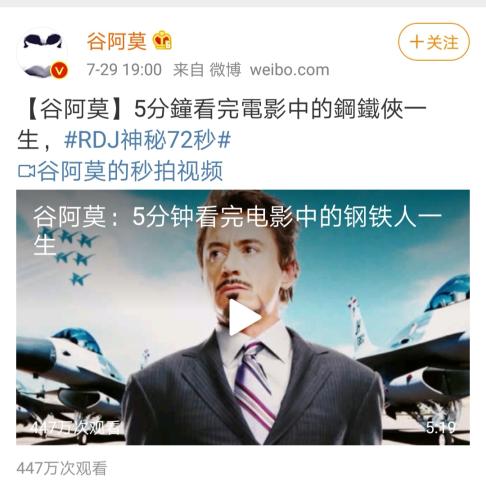 谷阿莫
+关注
7-29 19:00 来自 微博 weibo.com
【谷阿莫】5分鐘看完電影中的鋼鐵俠一
生，#RDJ神秘72秒#
谷阿莫的秒拍视频
谷阿莫：5分钟看完电影中的钢铁人一
生
447万次观看
5:19
447万次观看